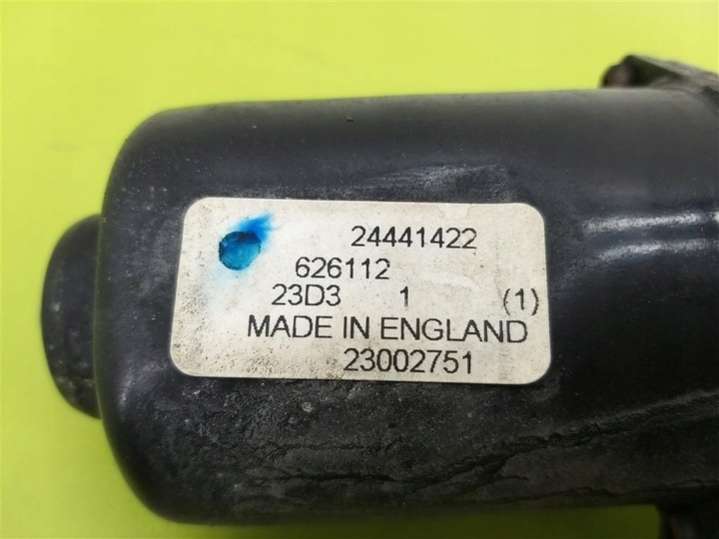 24441422
626112
23D3 1 (1)
MADE IN ENGLAND
23002751